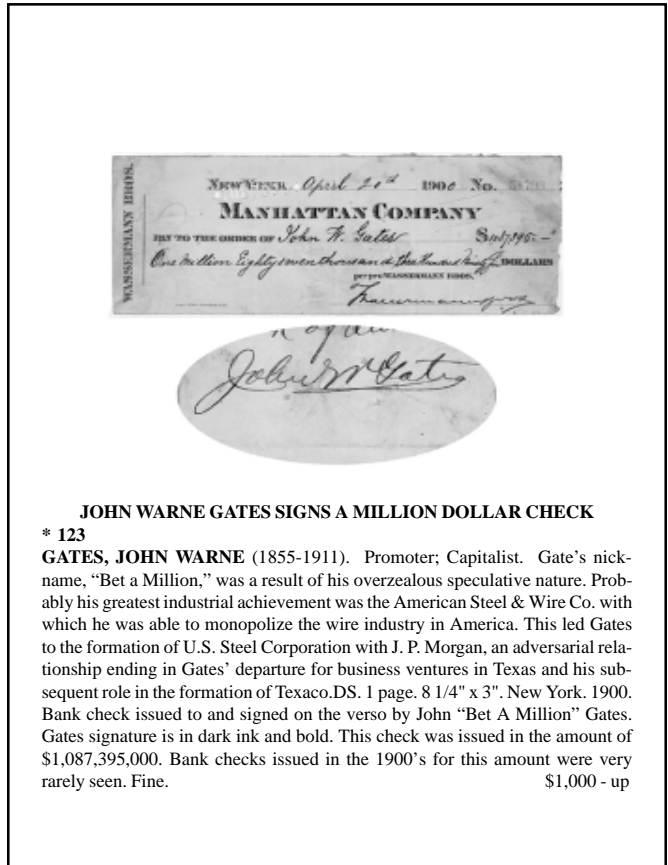 WASSERMANN BROS.
NEW YORK, April 20th 1900 No.
MANHATTAN COMPANY
PAY TO THE ORDER OF John W. Gates
One Million Eighty seven thousand three Hundred Ninety DOLLARS
per pro WASSERMANN BROS.
John W Gates
JOHN WARNE GATES SIGNS A MILLION DOLLAR CHECK
* 123
GATES, JOHN WARNE (1855-1911). Promoter; Capitalist. Gate's nick-
name, “Bet a Million,” was a result of his overzealous speculative nature. Prob-
ably his greatest industrial achievement was the American Steel & Wire Co. with
which he was able to monopolize the wire industry in America. This led Gates
to the formation of U.S. Steel Corporation with J. P. Morgan, an adversarial rela-
tionship ending in Gates’ departure for business ventures in Texas and his sub-
sequent role in the formation of Texaco.DS. 1 page. 8 1/4" x 3". New York. 1900.
Bank check issued to and signed on the verso by John “Bet A Million” Gates.
Gates signature is in dark ink and bold. This check was issued in the amount of
$1,087,395,000. Bank checks issued in the 1900’s for this amount were very
rarely seen. Fine. $1,000 - up